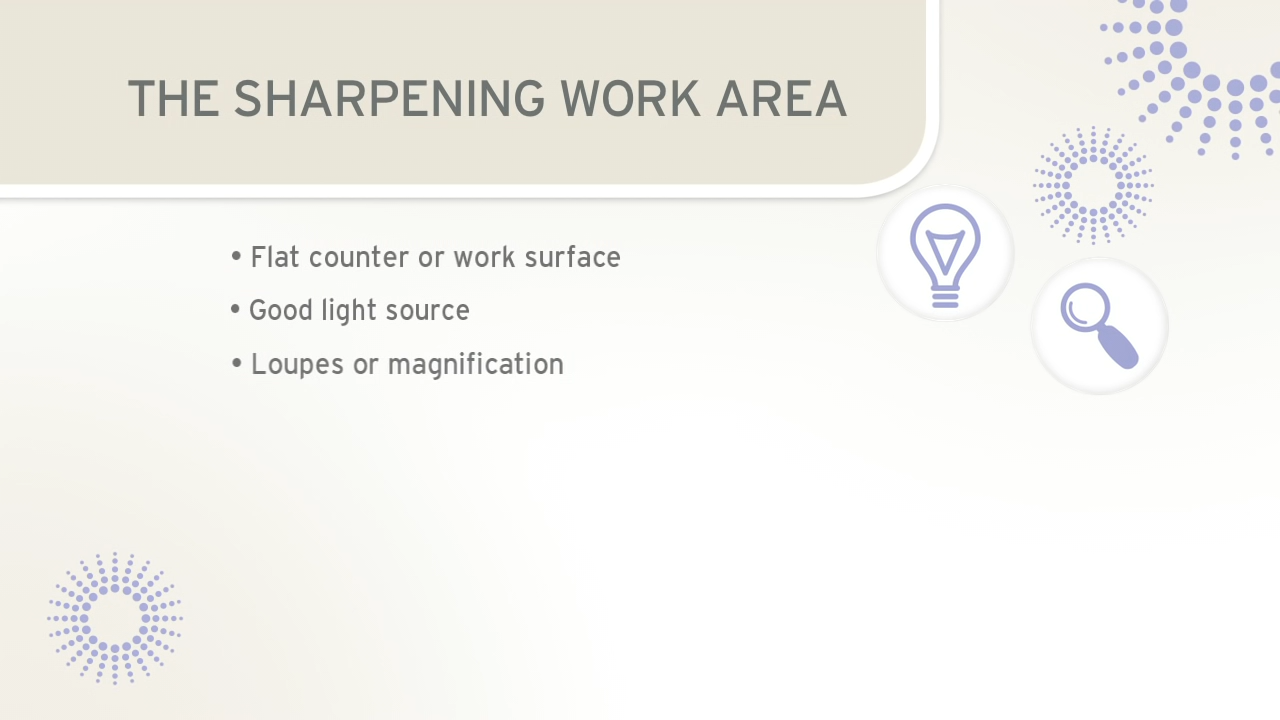 THE SHARPENING WORK AREA
• Flat counter or work surface
• Good light source
• Loupes or magnification